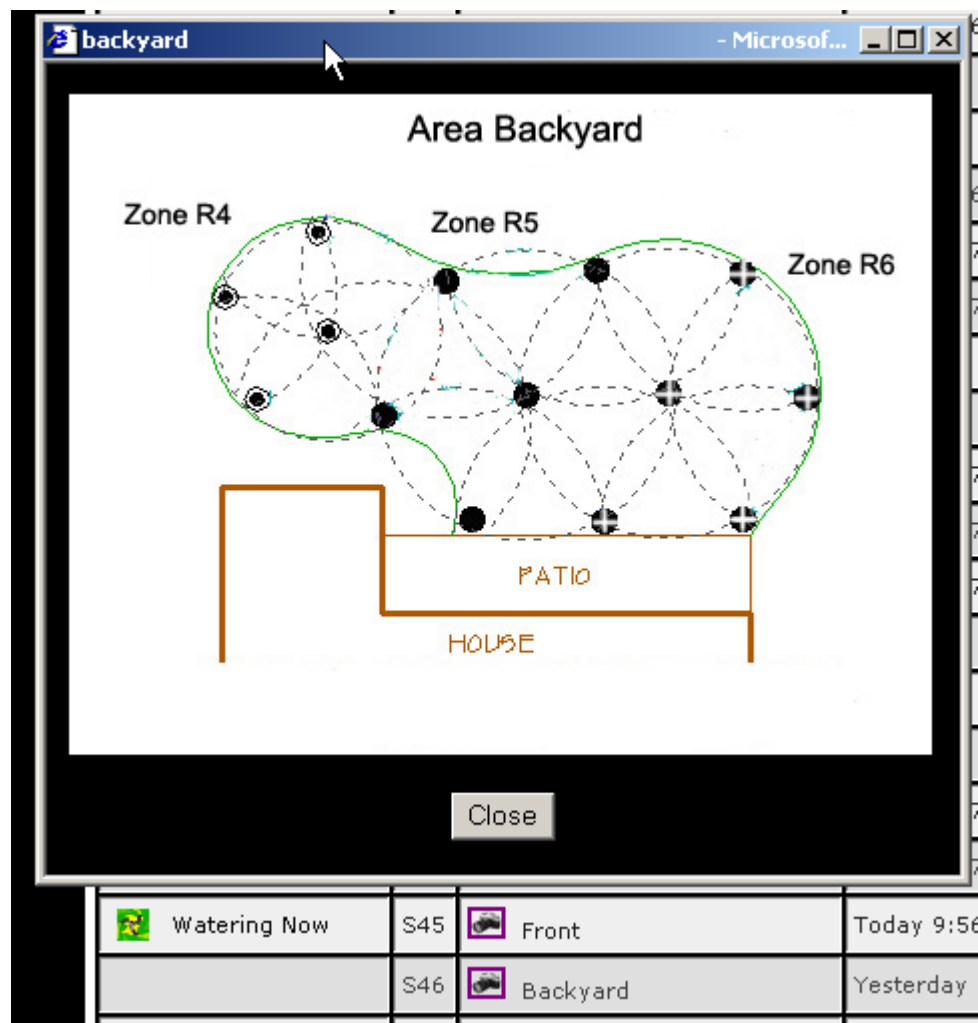 backyard - Microsof...
Area Backyard
Zone R4
Zone R5
Zone R6
PATIO
HOUSE
Close
Watering Now S45 Front Today 9:56
S46 Backyard Yesterday